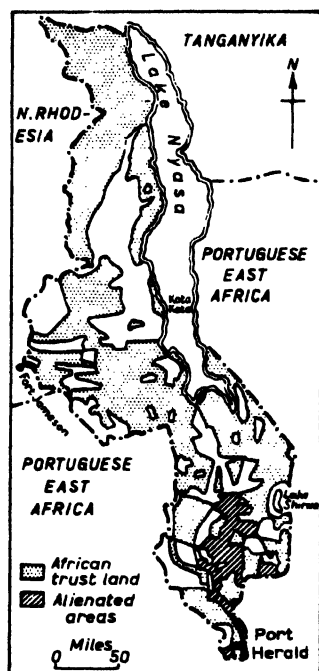 TANGANYIKA
N
N. RHOD-
ESIA
Lake Nyasa
PORTUGUESE
EAST
AFRICA
Kota
Kota
Fort Jameson
PORTUGUESE
EAST
AFRICA
Lake
Shirwa
African
trust land
Alienated
areas
Miles
0 50
Port
Herald